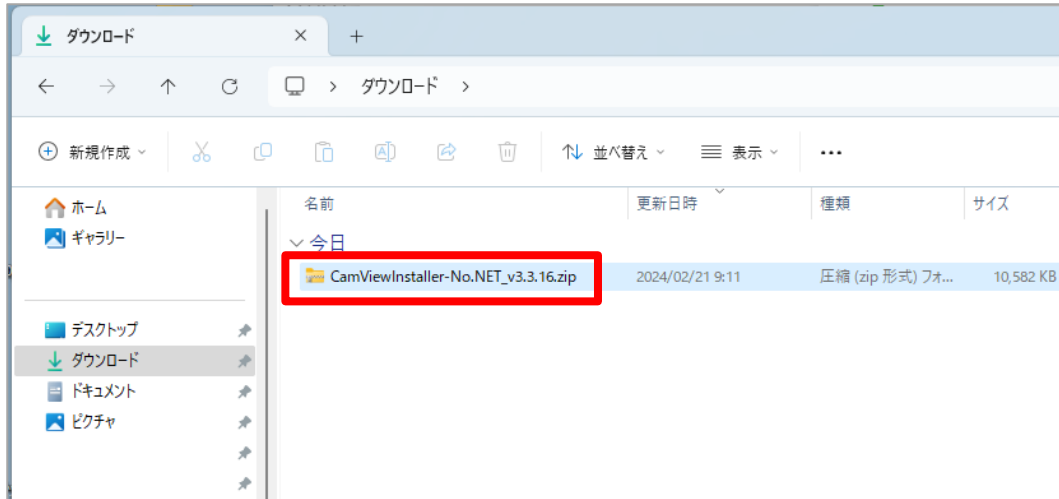 ダウンロード
ダウンロード
新規作成 並べ替え 表示
ホーム
ギャラリー
デスクトップ
ダウンロード
ドキュメント
ピクチャ
名前 更新日時 種類 サイズ
今日
CamViewInstaller-No.NET_v3.3.16.zip 2024/02/21 9:11 圧縮 (zip 形式) フォ... 10,582 KB